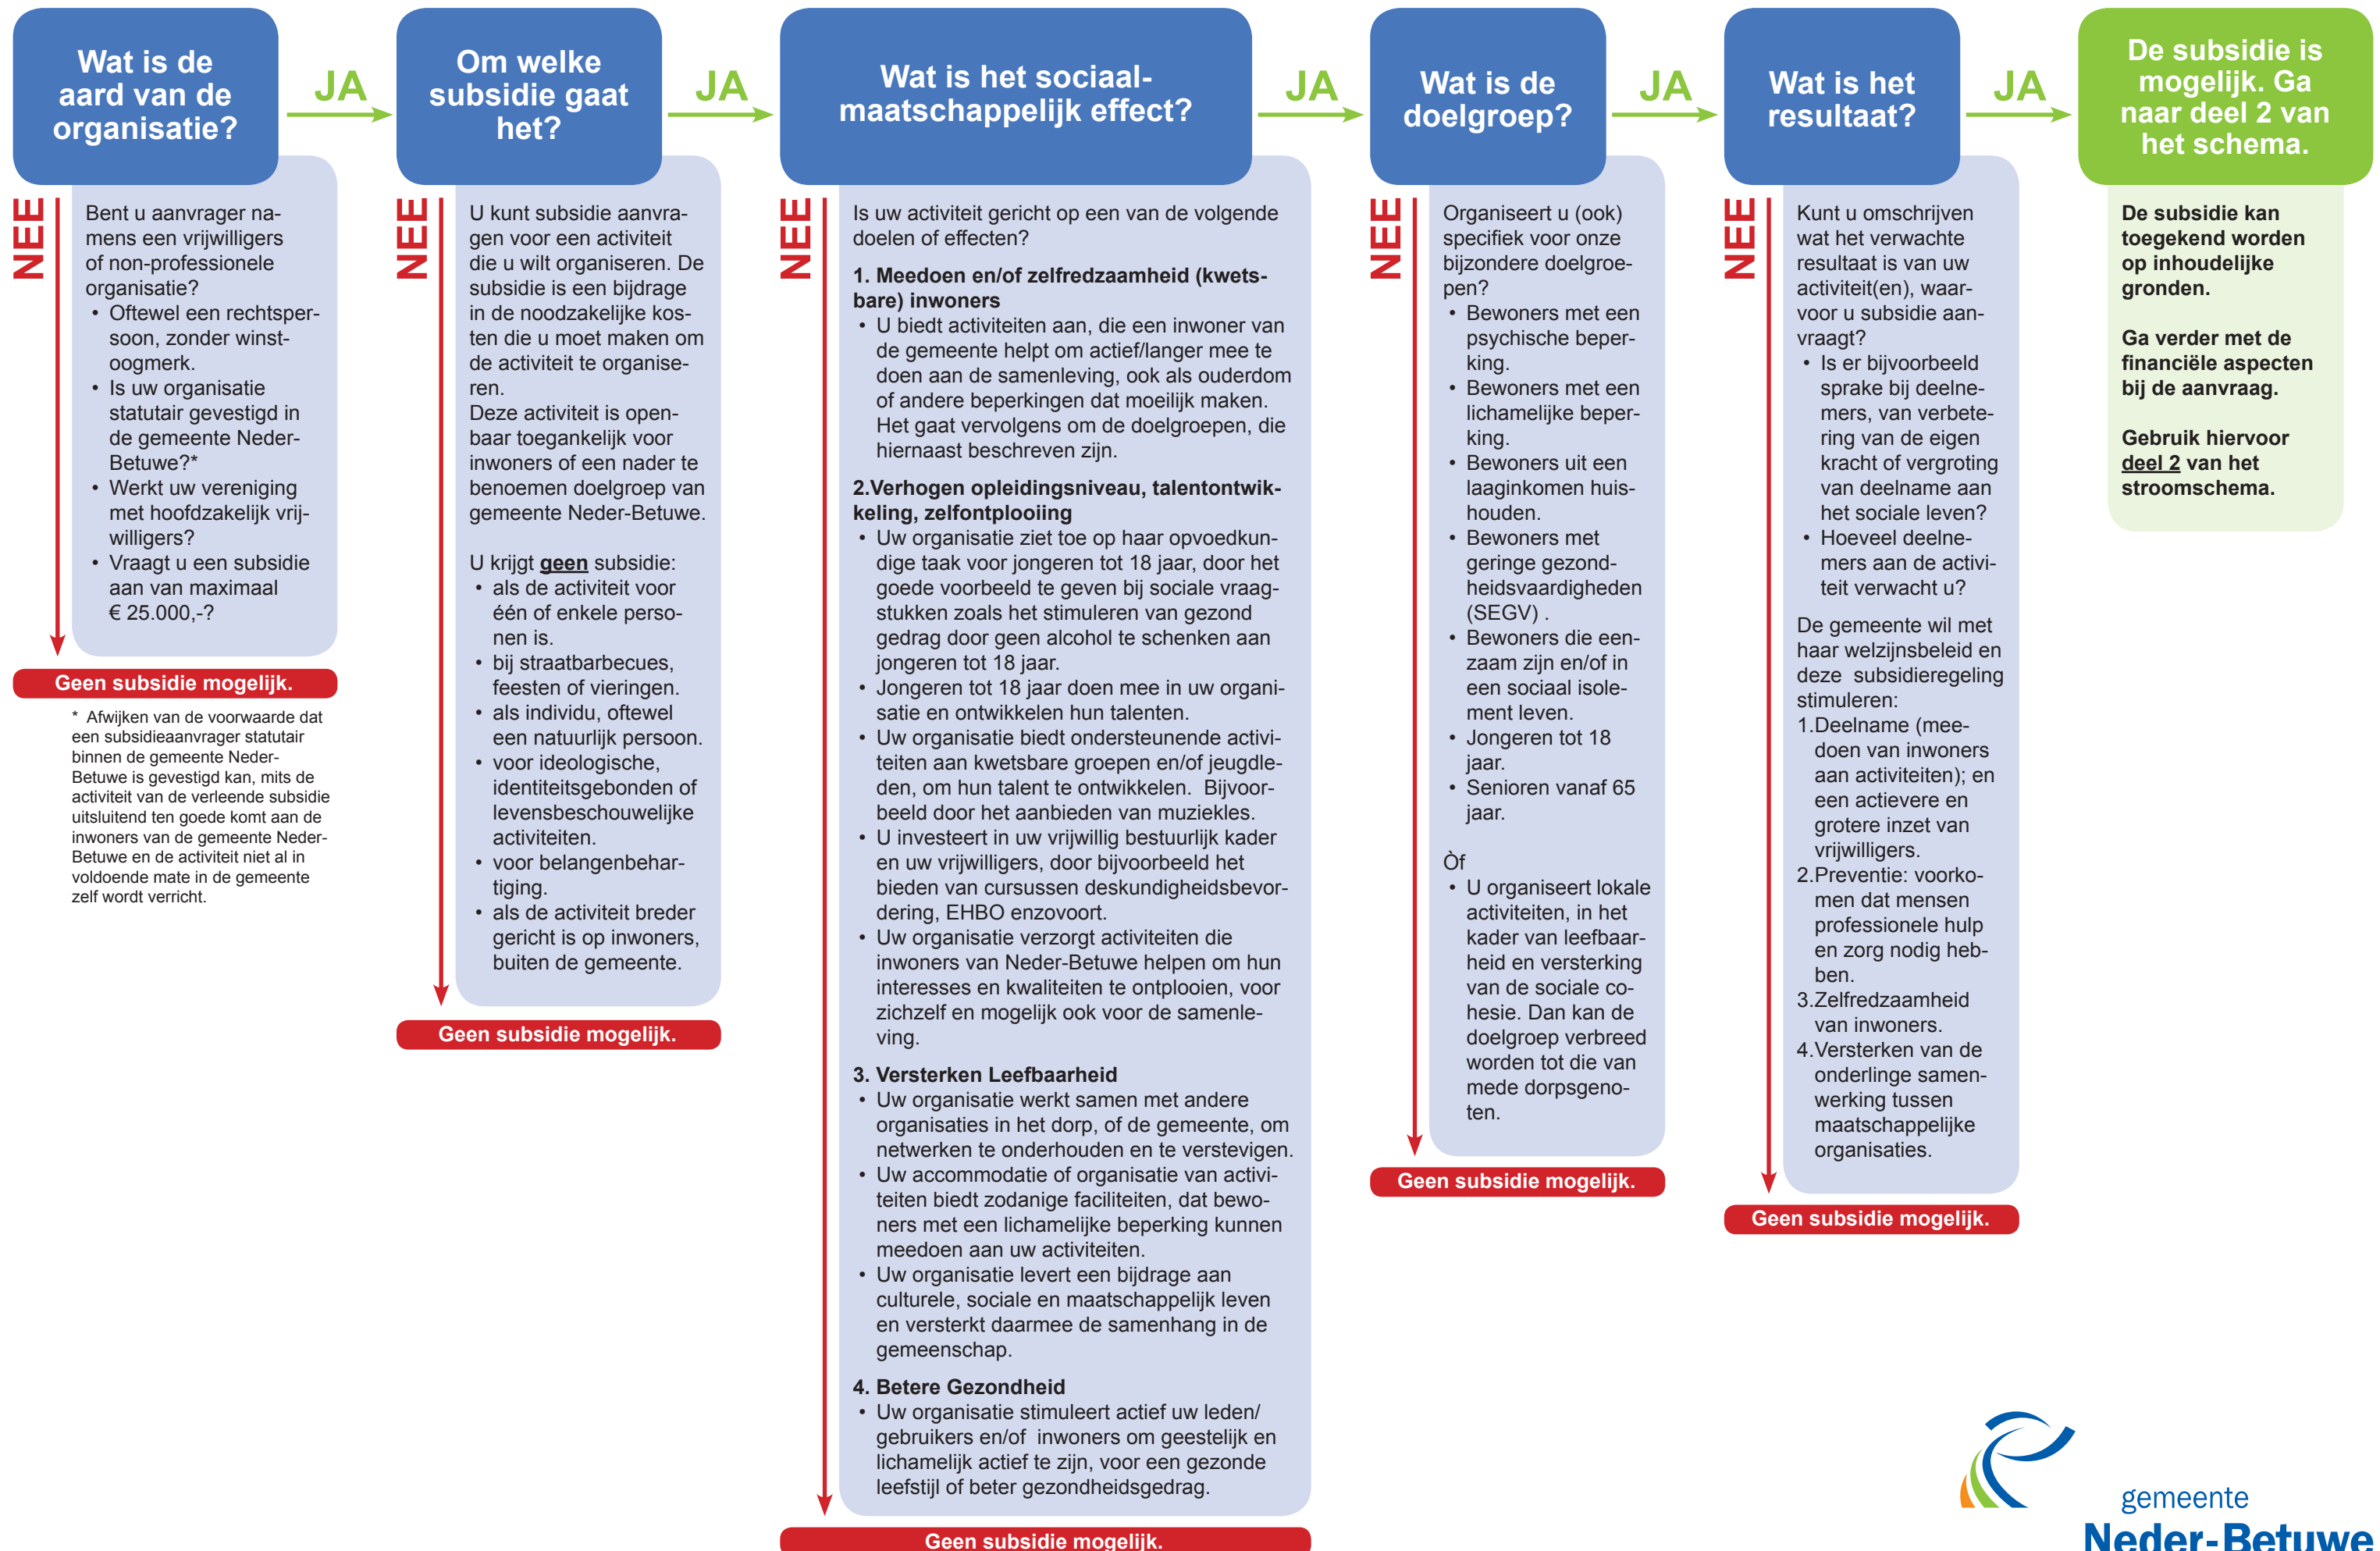 Wat is de
aard van de
organisatie?
JA
NEE
Bent u aanvrager na-
mens een vrijwilligers
of non-professionele
organisatie?
• Oftewel een rechtsper-
soon, zonder winst-
oogmerk.
• Is uw organisatie
statutair gevestigd in
de gemeente Neder-
Betuwe?*
• Werkt uw vereniging
met hoofdzakelijk vrij-
willigers?
• Vraagt u een subsidie
aan van maximaal
€ 25.000,-?
Geen subsidie mogelijk.
* Afwijken van de voorwaarde dat
een subsidieaanvrager statutair
binnen de gemeente Neder-
Betuwe is gevestigd kan, mits de
activiteit van de verleende subsidie
uitsluitend ten goede komt aan de
inwoners van de gemeente Neder-
Betuwe en de activiteit niet al in
voldoende mate in de gemeente
zelf wordt verricht.
Om welke
subsidie gaat
het?
JA
NEE
U kunt subsidie aanvra-
gen voor een activiteit
die u wilt organiseren. De
subsidie is een bijdrage
in de noodzakelijke kos-
ten die u moet maken om
de activiteit te organise-
ren.
Deze activiteit is open-
baar toegankelijk voor
inwoners of een nader te
benoemen doelgroep van
gemeente Neder-Betuwe.
U krijgt geen subsidie:
• als de activiteit voor
één of enkele perso-
nen is.
• bij straatbarbecues,
feesten of vieringen.
• als individu, oftewel
een natuurlijk persoon.
• voor ideologische,
identiteitsgebonden of
levensbeschouwelijke
activiteiten.
• voor belangenbehar-
tiging.
• als de activiteit breder
gericht is op inwoners,
buiten de gemeente.
Geen subsidie mogelijk.
Wat is het sociaal-
maatschappelijk effect?
JA
NEE
Is uw activiteit gericht op een van de volgende
doelen of effecten?
1. Meedoen en/of zelfredzaamheid (kwets-
bare) inwoners
• U biedt activiteiten aan, die een inwoner van
de gemeente helpt om actief/langer mee te
doen aan de samenleving, ook als ouderdom
of andere beperkingen dat moeilijk maken.
Het gaat vervolgens om de doelgroepen, die
hiernaast beschreven zijn.
2.Verhogen opleidingsniveau, talentontwik-
keling, zelfontplooiing
• Uw organisatie ziet toe op haar opvoedkun-
dige taak voor jongeren tot 18 jaar, door het
goede voorbeeld te geven bij sociale vraag-
stukken zoals het stimuleren van gezond
gedrag door geen alcohol te schenken aan
jongeren tot 18 jaar.
• Jongeren tot 18 jaar doen mee in uw organi-
satie en ontwikkelen hun talenten.
• Uw organisatie biedt ondersteunende activi-
teiten aan kwetsbare groepen en/of jeugdle-
den, om hun talent te ontwikkelen. Bijvoor-
beeld door het aanbieden van muziekles.
• U investeert in uw vrijwillig bestuurlijk kader
en uw vrijwilligers, door bijvoorbeeld het
bieden van cursussen deskundigheidsbevor-
dering, EHBO enzovoort.
• Uw organisatie verzorgt activiteiten die
inwoners van Neder-Betuwe helpen om hun
interesses en kwaliteiten te ontplooien, voor
zichzelf en mogelijk ook voor de samenle-
ving.
3. Versterken Leefbaarheid
• Uw organisatie werkt samen met andere
organisaties in het dorp, of de gemeente, om
netwerken te onderhouden en te verstevigen.
• Uw accommodatie of organisatie van activi-
teiten biedt zodanige faciliteiten, dat bewo-
ners met een lichamelijke beperking kunnen
meedoen aan uw activiteiten.
• Uw organisatie levert een bijdrage aan
culturele, sociale en maatschappelijk leven
en versterkt daarmee de samenhang in de
gemeenschap.
4. Betere Gezondheid
• Uw organisatie stimuleert actief uw leden/
gebruikers en/of inwoners om geestelijk en
lichamelijk actief te zijn, voor een gezonde
leefstijl of beter gezondheidsgedrag.
Geen subsidie mogelijk.
Wat is de
doelgroep?
JA
NEE
Organiseert u (ook)
specifiek voor onze
bijzondere doelgroe-
pen?
• Bewoners met een
psychische beper-
king.
• Bewoners met een
lichamelijke beper-
king.
• Bewoners uit een
laaginkomen huis-
houden.
• Bewoners met
geringe gezond-
heidsvaardigheden
(SEGV) .
• Bewoners die een-
zaam zijn en/of in
een sociaal isole-
ment leven.
• Jongeren tot 18
jaar.
• Senioren vanaf 65
jaar.
Òf
• U organiseert lokale
activiteiten, in het
kader van leefbaar-
heid en versterking
van de sociale co-
hesie. Dan kan de
doelgroep verbreed
worden tot die van
mede dorpsgeno-
ten.
Geen subsidie mogelijk.
Wat is het
resultaat?
JA
NEE
Kunt u omschrijven
wat het verwachte
resultaat is van uw
activiteit(en), waar-
voor u subsidie aan-
vraagt?
• Is er bijvoorbeeld
sprake bij deelne-
mers, van verbete-
ring van de eigen
kracht of vergroting
van deelname aan
het sociale leven?
• Hoeveel deelne-
mers aan de activi-
teit verwacht u?
De gemeente wil met
haar welzijnsbeleid en
deze subsidieregeling
stimuleren:
1.Deelname (mee-
doen van inwoners
aan activiteiten); en
een actievere en
grotere inzet van
vrijwilligers.
2.Preventie: voorko-
men dat mensen
professionele hulp
en zorg nodig heb-
ben.
3.Zelfredzaamheid
van inwoners.
4.Versterken van de
onderlinge samen-
werking tussen
maatschappelijke
organisaties.
Geen subsidie mogelijk.
De subsidie is
mogelijk. Ga
naar deel 2 van
het schema.
De subsidie kan
toegekend worden
op inhoudelijke
gronden.
Ga verder met de
financiële aspecten
bij de aanvraag.
Gebruik hiervoor
deel 2 van het
stroomschema.
gemeente
Neder-Betuwe